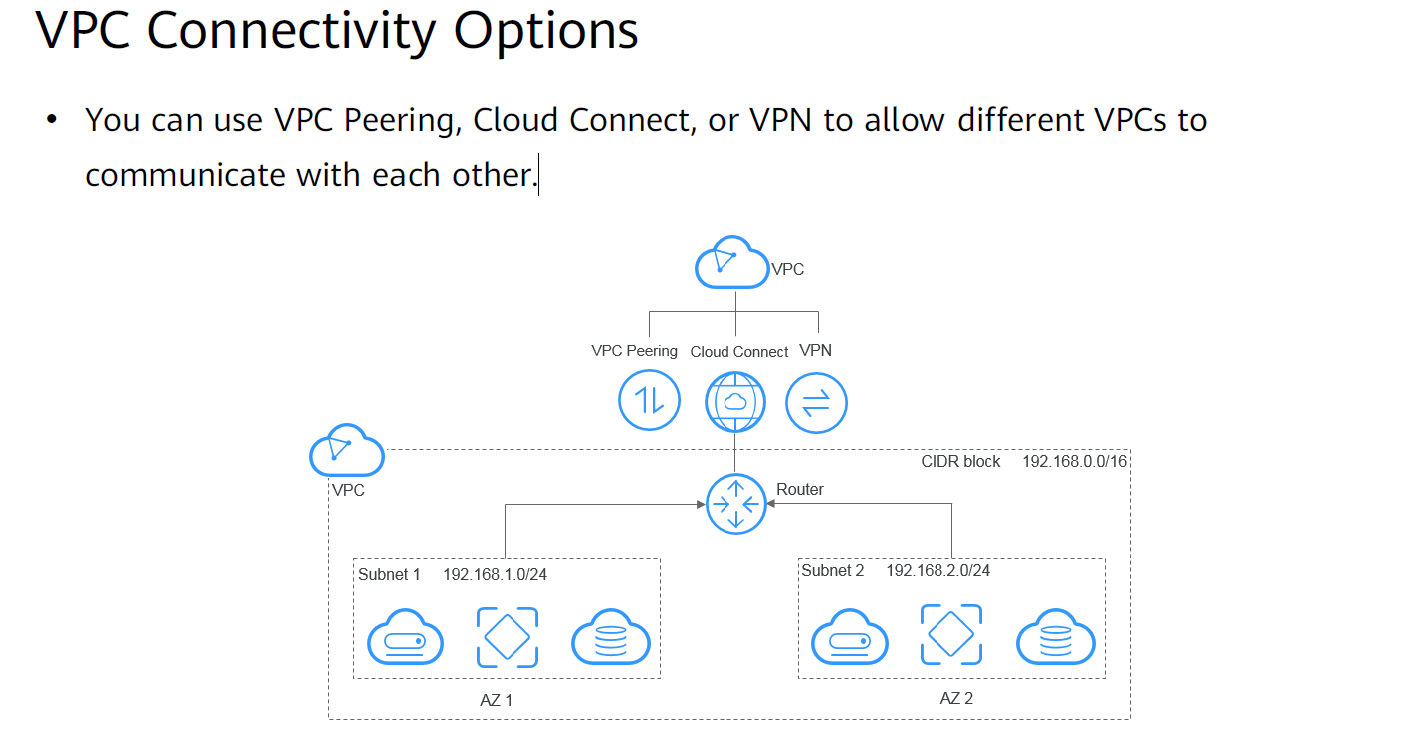 VPC Connectivity Options
• You can use VPC Peering, Cloud Connect, or VPN to allow different VPCs to
communicate with each other.
VPC
VPC Peering Cloud Connect VPN
VPC
CIDR block 192.168.0.0/16
Router
Subnet 1 192.168.1.0/24
Subnet 2 192.168.2.0/24
AZ 1
AZ 2